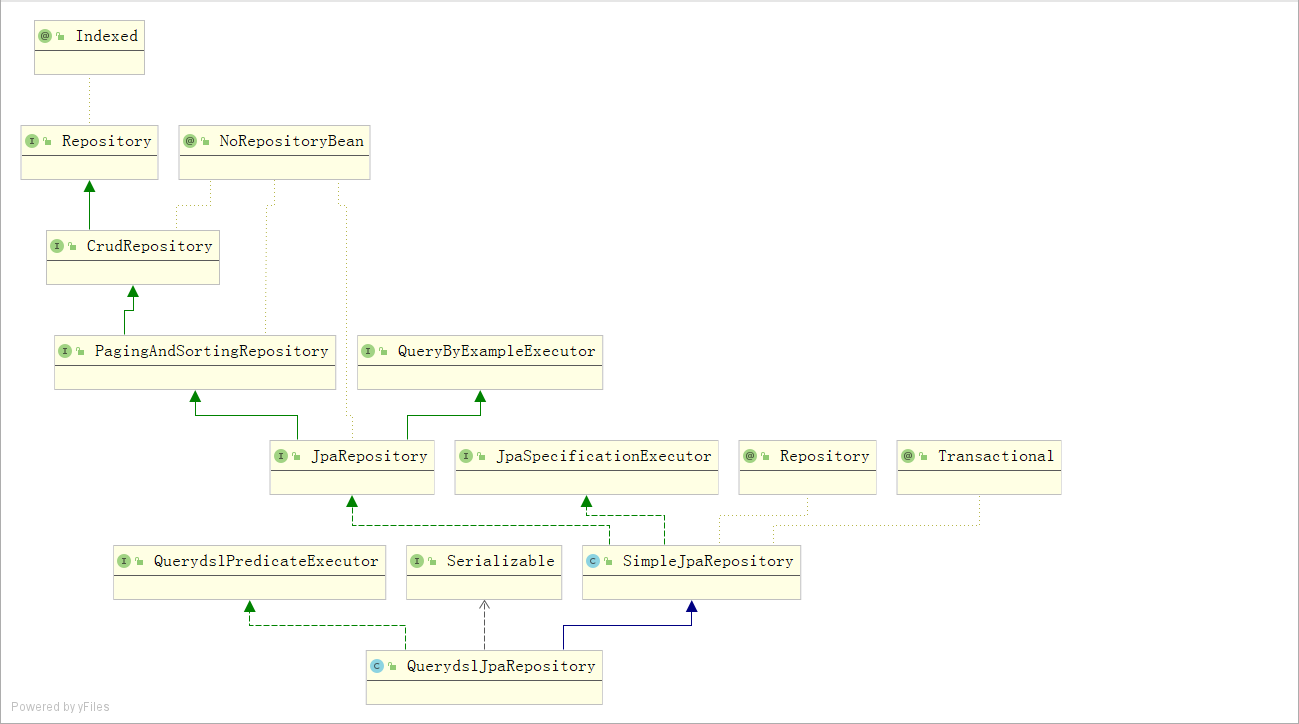 Indexed
Repository
NoRepositoryBean
CrudRepository
PagingAndSortingRepository
QueryByExampleExecutor
JpaRepository
JpaSpecificationExecutor
Repository
Transactional
QuerydslPredicateExecutor
Serializable
SimpleJpaRepository
QuerydslJpaRepository
Powered by yFiles